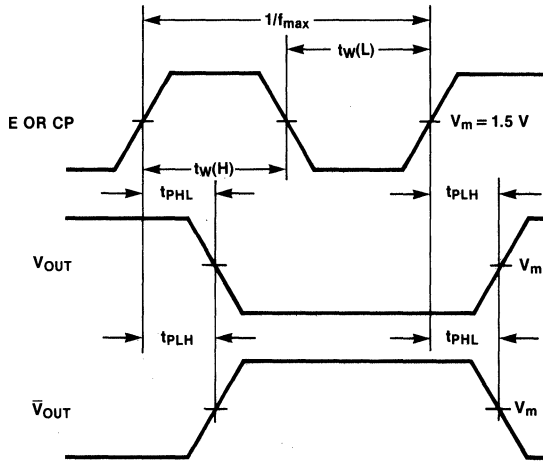 1/fmax
tW(L)
E OR CP
Vm = 1.5 V
tW(H)
tPHL
tPLH
VOUT
Vm
tPLH
tPHL
V̄OUT
Vm